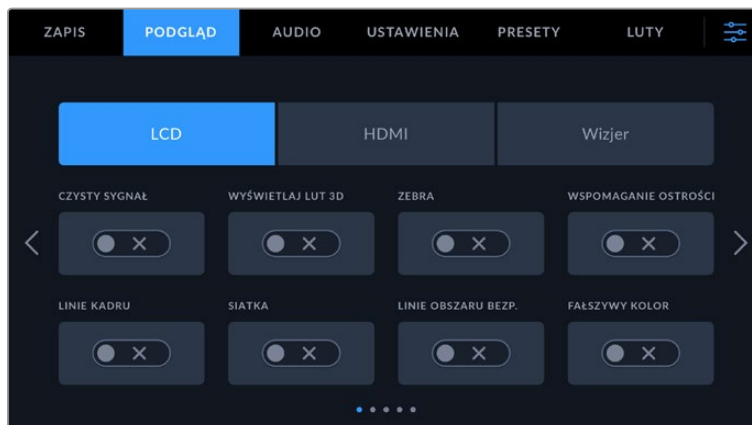 ZAPIS PODGLĄD AUDIO USTAWIENIA PRESETY LUTY
LCD HDMI Wizjer
CZYSTY SYGNAŁ WYŚWIETLAJ LUT 3D ZEBRA WSPOMAGANIE OSTROŚCI
LINIE KADRU SIATKA LINIE OBSZARU BEZP. FAŁSZYWY KOLOR